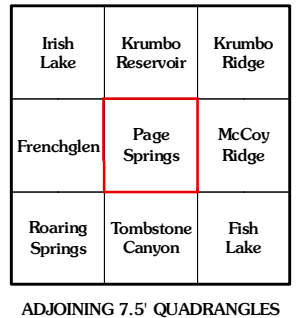 Irish
Lake
Krumbo
Reservoir
Krumbo
Ridge
Frenchglen
Page
Springs
McCoy
Ridge
Roaring
Springs
Tombstone
Canyon
Fish
Lake
ADJOINING 7.5' QUADRANGLES